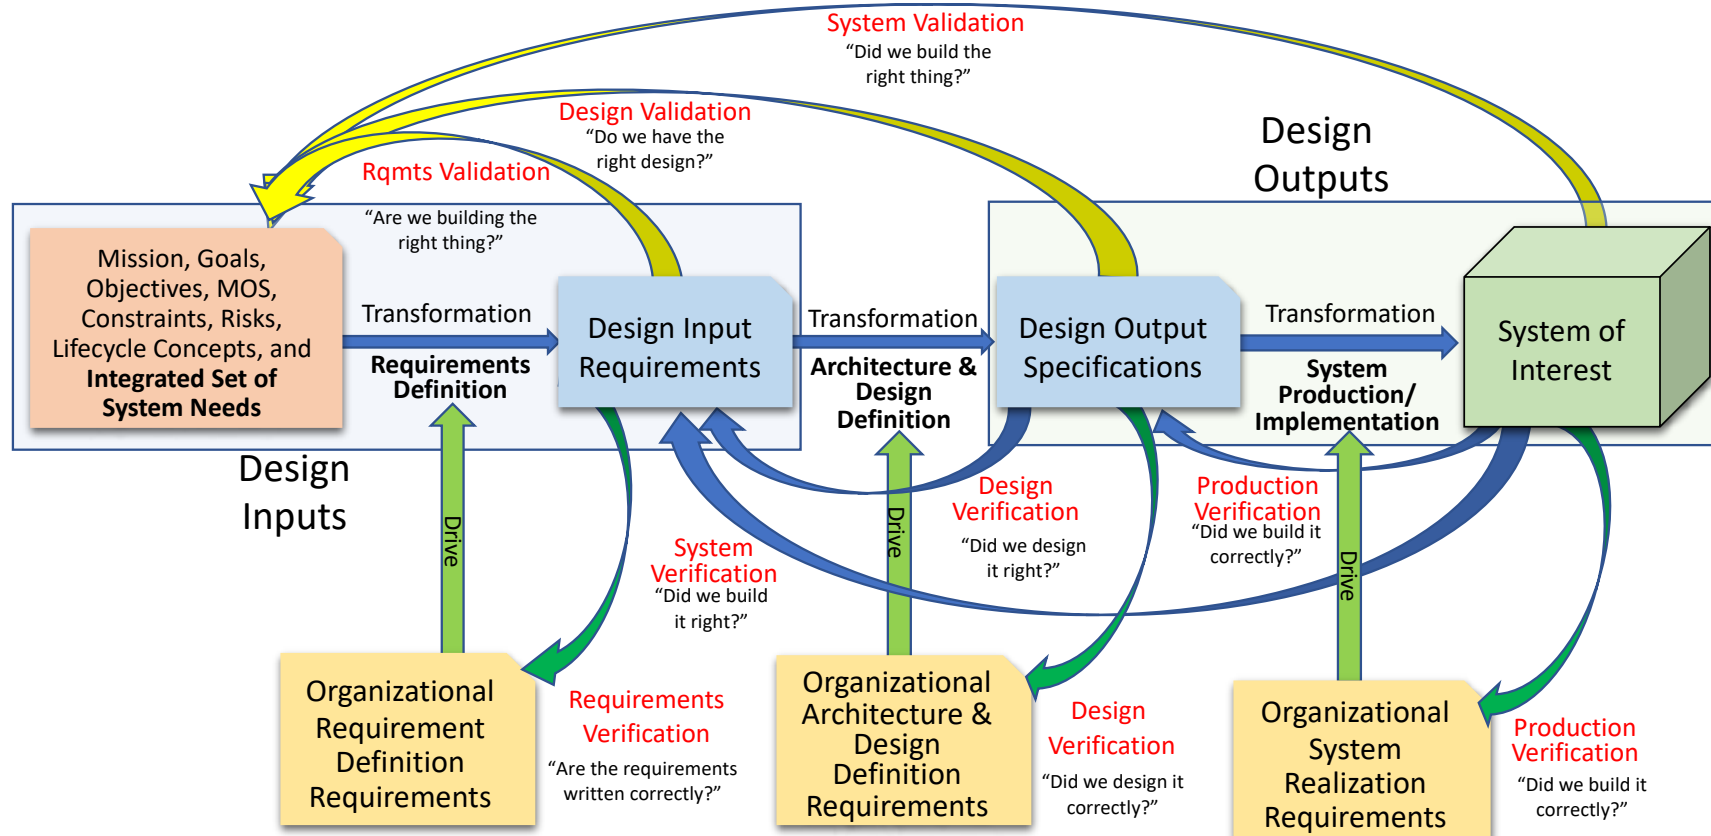 System Validation
“Did we build the
right thing?”
Design Validation
“Do we have the
right design?”
Rqmts Validation
“Are we building the
right thing?”
Design
Outputs
Mission, Goals,
Objectives, MOS,
Constraints, Risks,
Lifecycle Concepts, and
Integrated Set of
System Needs
Transformation
Requirements
Definition
Design Input
Requirements
Transformation
Architecture &
Design
Definition
Design Output
Specifications
Transformation
System
Production/
Implementation
System of
Interest
Design
Inputs
Drive
System
Verification
“Did we build
it right?”
Drive
Design
Verification
“Did we design
it right?”
Production
Verification
“Did we build it
correctly?”
Drive
Organizational
Requirement
Definition
Requirements
Requirements
Verification
“Are the requirements
written correctly?”
Organizational
Architecture &
Design
Definition
Requirements
Design
Verification
“Did we design it
correctly?”
Organizational
System
Realization
Requirements
Production
Verification
“Did we build it
correctly?”